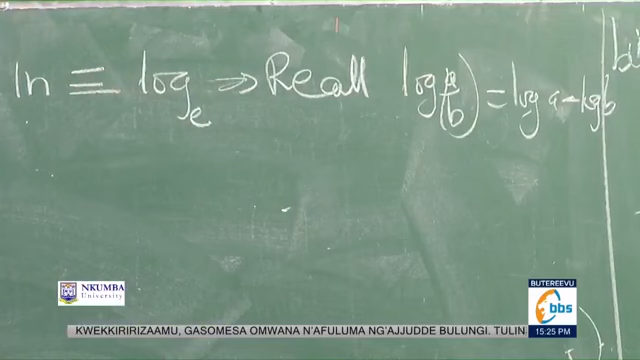 ln ≡ log_e ⇒ Recall log(a/b) = log a - log b
NKUMBA
University
BUTEREEVU
bbs
15:25 PM
KWEKKIRIRIZAAMU, GASOMESA OMWANA N'AFULUMA NG'AJJUDDE BULUNGI. TULIN